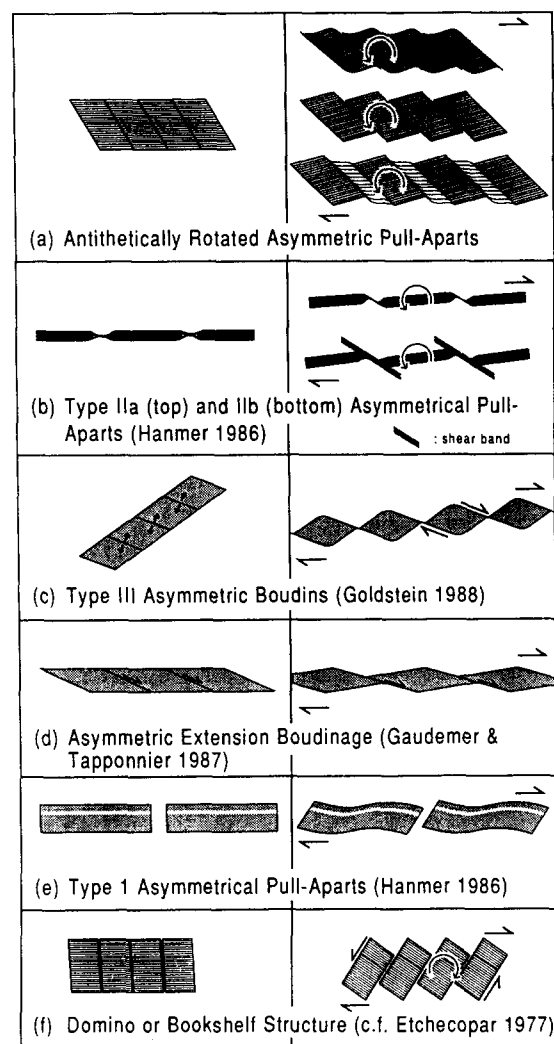 (a) Antithetically Rotated Asymmetric Pull-Aparts
(b) Type IIa (top) and IIb (bottom) Asymmetrical Pull-
Aparts (Hanmer 1986)
: shear band
(c) Type III Asymmetric Boudins (Goldstein 1988)
(d) Asymmetric Extension Boudinage (Gaudemer &
Tapponnier 1987)
(e) Type 1 Asymmetrical Pull-Aparts (Hanmer 1986)
(f) Domino or Bookshelf Structure (c.f. Etchecopar 1977)